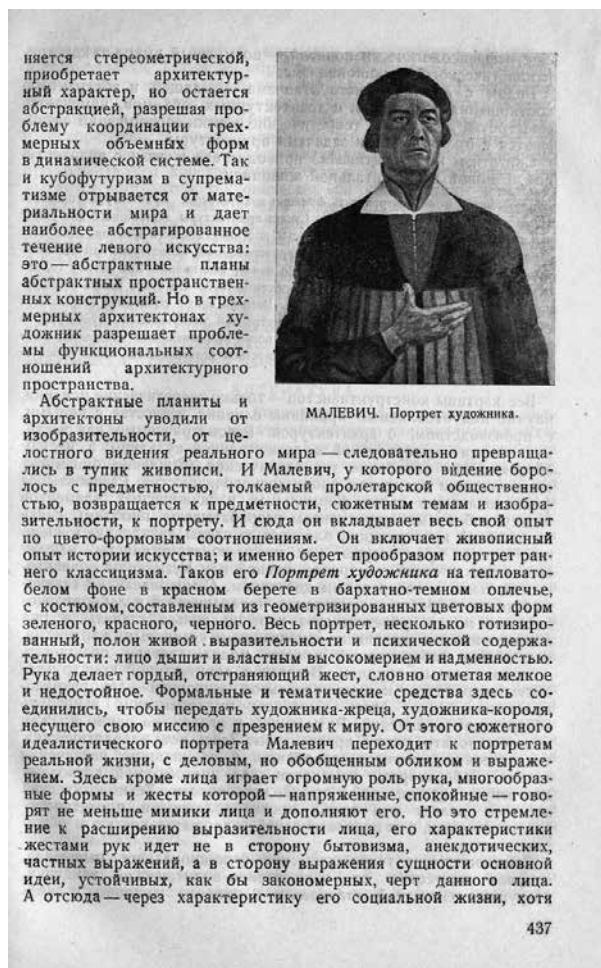 няется стереометрической,
приобретает архитектур-
ный характер, но остается
абстракцией, разрешая про-
блему координации трех-
мерных объемных форм
в динамической системе. Так
и кубофутуризм в супрема-
тизме отрывается от мате-
риальности мира и дает
наиболее абстрагированное
течение левого искусства:
это — абстрактные планы
абстрактных пространствен-
ных конструкций. Но в трех-
мерных архитектонах ху-
дожник разрешает пробле-
мы функциональных соот-
ношений архитектурного
пространства.
Абстрактные планиты и
архитектоны уводили от
изобразительности, от це-
МАЛЕВИЧ. Портрет художника.
лостного видения реального мира — следовательно превраща-
лись в тупик живописи. И Малевич, у которого видение боро-
лось с предметностью, толкаемый пролетарской общественно-
стью, возвращается к предметности, сюжетным темам и изобра-
зительности, к портрету. И сюда он вкладывает весь свой опыт
по цвето-формовым соотношениям. Он включает живописный
опыт истории искусства; и именно берет прообразом портрет ран-
него классицизма. Таков его Портрет художника на тепловато-
белом фоне в красном берете в бархатно-темном оплечье,
с костюмом, составленным из геометризированных цветовых форм
зеленого, красного, черного. Весь портрет, несколько готизиро-
ванный, полон живой выразительности и психической содержа-
тельности: лицо дышит и властным высокомерием и надменностью.
Рука делает гордый, отстраняющий жест, словно отметая мелкое
и недостойное. Формальные и тематические средства здесь со-
единились, чтобы передать художника-жреца, художника-короля,
несущего свою миссию с презрением к миру. От этого сюжетного
идеалистического портрета Малевич переходит к портретам
реальной жизни, с деловым, но обобщенным обликом и выраже-
нием. Здесь кроме лица играет огромную роль рука, многообраз-
ные формы и жесты которой — напряженные, спокойные — гово-
рят не меньше мимики лица и дополняют его. Но это стремле-
ние к расширению выразительности лица, его характеристики
жестами рук идет не в сторону бытовизма, анекдотических,
частных выражений, а в сторону выражения сущности основной
идеи, устойчивых, как бы закономерных, черт данного лица.
А отсюда — через характеристику его социальной жизни, хотя
437